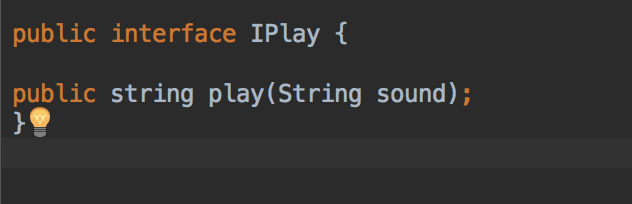 public interface IPlay {
public string play(String sound);
}